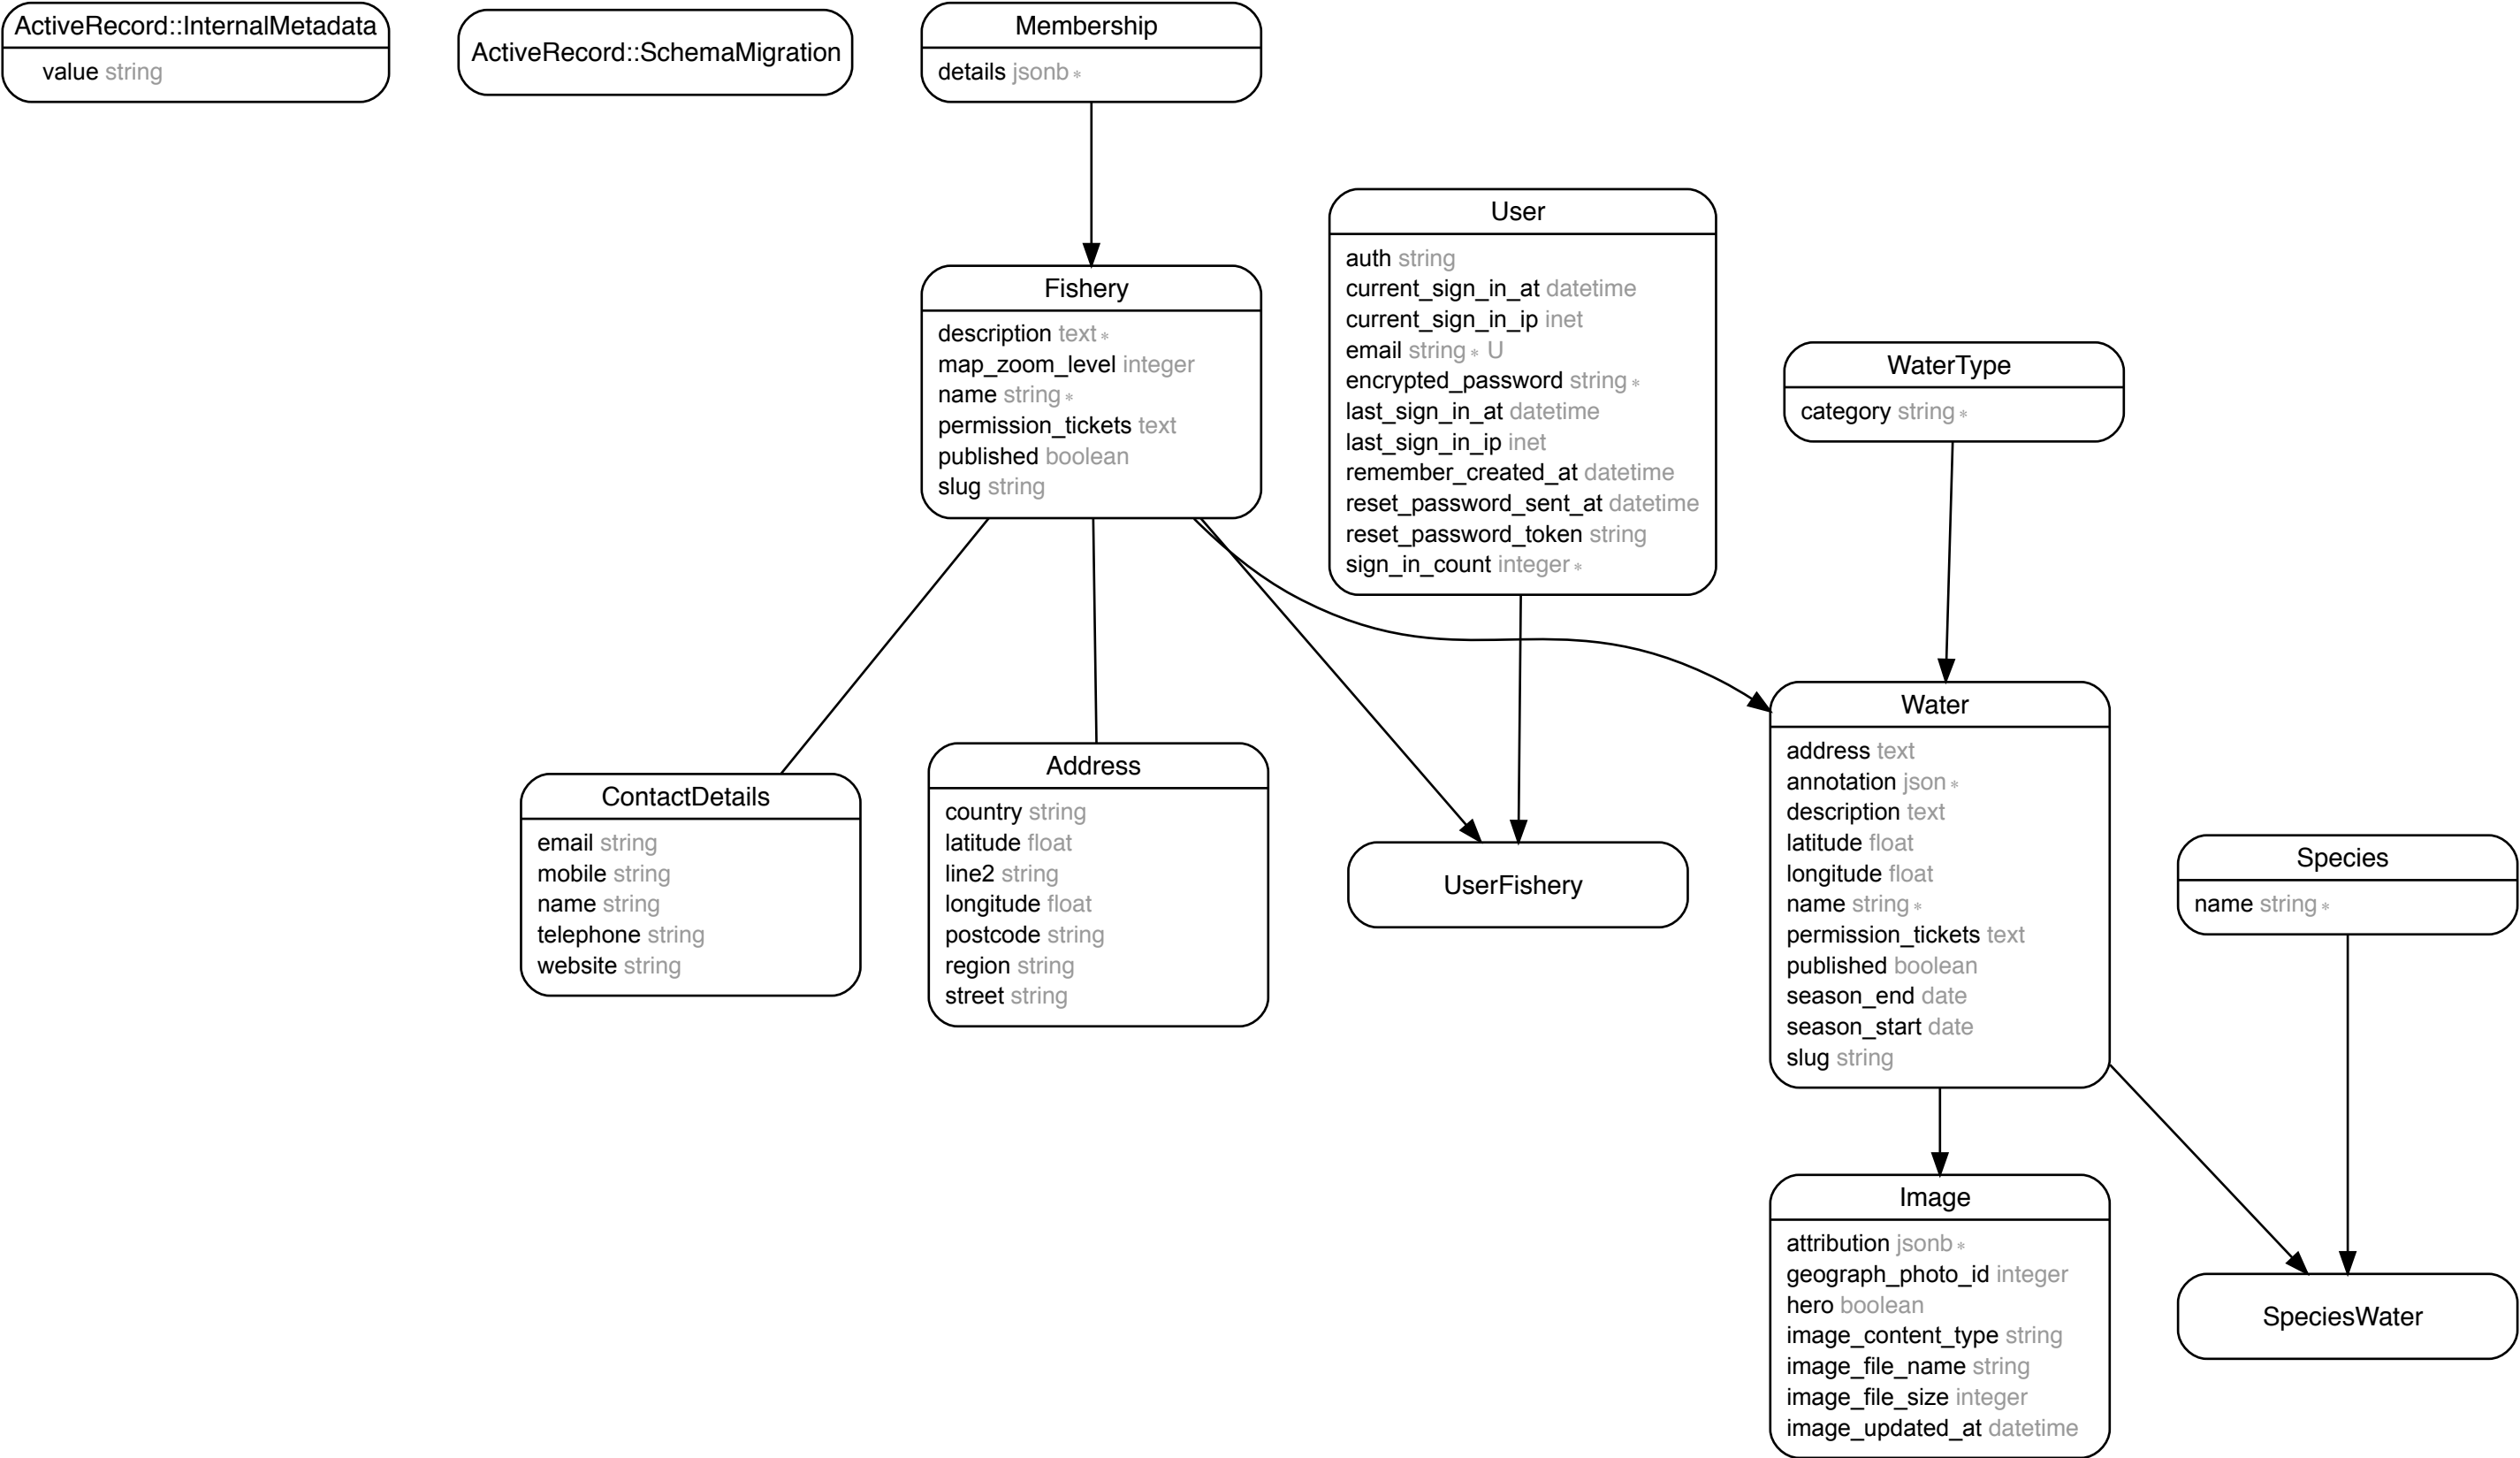 ActiveRecord::InternalMetadata
value string
ActiveRecord::SchemaMigration
Membership
details jsonb *
Fishery
description text *
map_zoom_level integer
name string *
permission_tickets text
published boolean
slug string
User
auth string
current_sign_in_at datetime
current_sign_in_ip inet
email string * U
encrypted_password string *
last_sign_in_at datetime
last_sign_in_ip inet
remember_created_at datetime
reset_password_sent_at datetime
reset_password_token string
sign_in_count integer *
WaterType
category string *
ContactDetails
email string
mobile string
name string
telephone string
website string
Address
country string
latitude float
line2 string
longitude float
postcode string
region string
street string
UserFishery
Water
address text
annotation json *
description text
latitude float
longitude float
name string *
permission_tickets text
published boolean
season_end date
season_start date
slug string
Species
name string *
Image
attribution jsonb *
geograph_photo_id integer
hero boolean
image_content_type string
image_file_name string
image_file_size integer
image_updated_at datetime
SpeciesWater